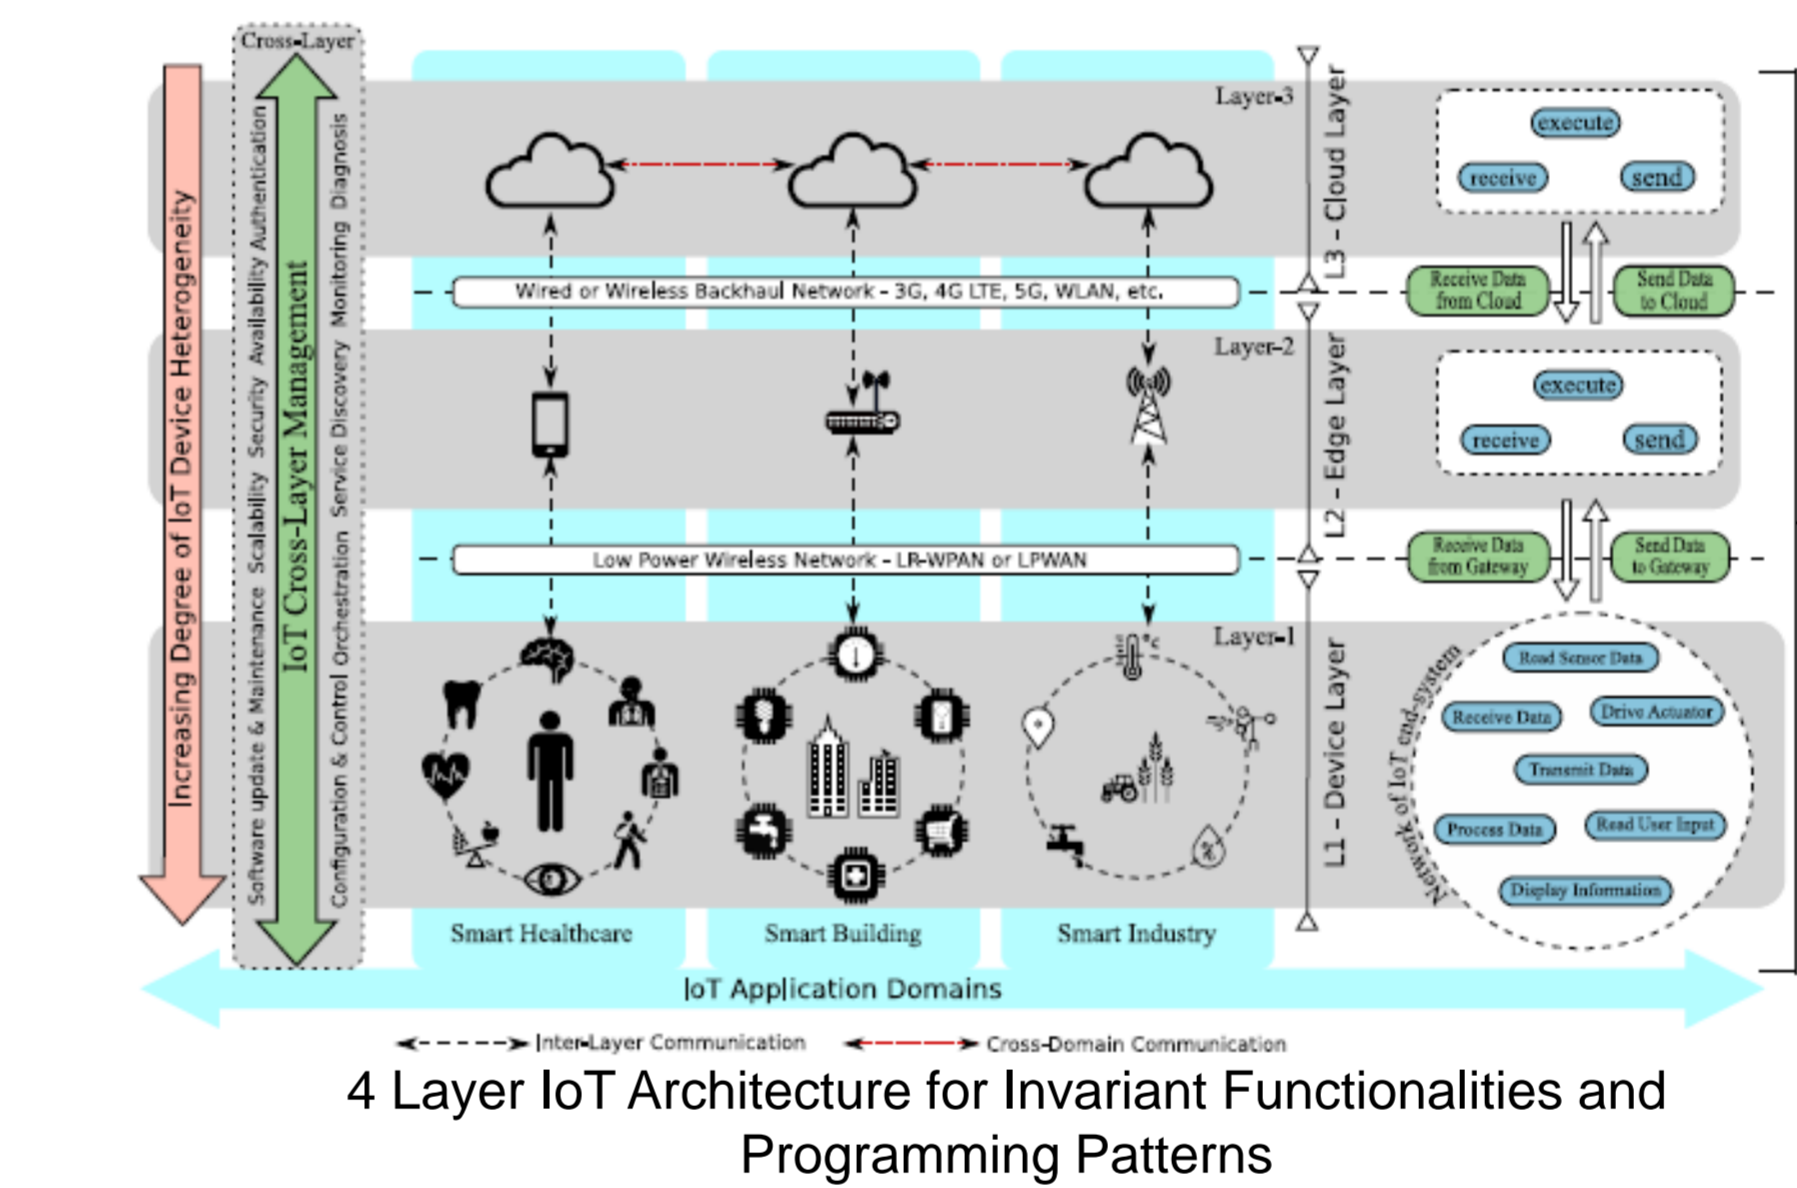 Cross-Layer
Increasing Degree of IoT Device Heterogeneity
Software update & Maintenance Scalability Security Availability Authentication
IoT Cross-Layer Management
Configuration & Control Orchestration Service Discovery Monitoring Diagnosis
Layer-3
L3 - Cloud Layer
execute
receive
send
Wired or Wireless Backhaul Network - 3G, 4G LTE, 5G, WLAN, etc.
Receive Data
from Cloud
Send Data
to Cloud
Layer-2
L2 - Edge Layer
execute
receive
send
Low Power Wireless Network - LR-WPAN or LPWAN
Receive Data
from Gateway
Send Data
to Gateway
Layer-1
L1 - Device Layer
°c
%
Network of IoT end-system
Read Sensor Data
Receive Data
Drive Actuator
Transmit Data
Process Data
Read User Input
Display Information
Smart Healthcare
Smart Building
Smart Industry
IoT Application Domains
Inter-Layer Communication
Cross-Domain Communication
4 Layer IoT Architecture for Invariant Functionalities and
Programming Patterns